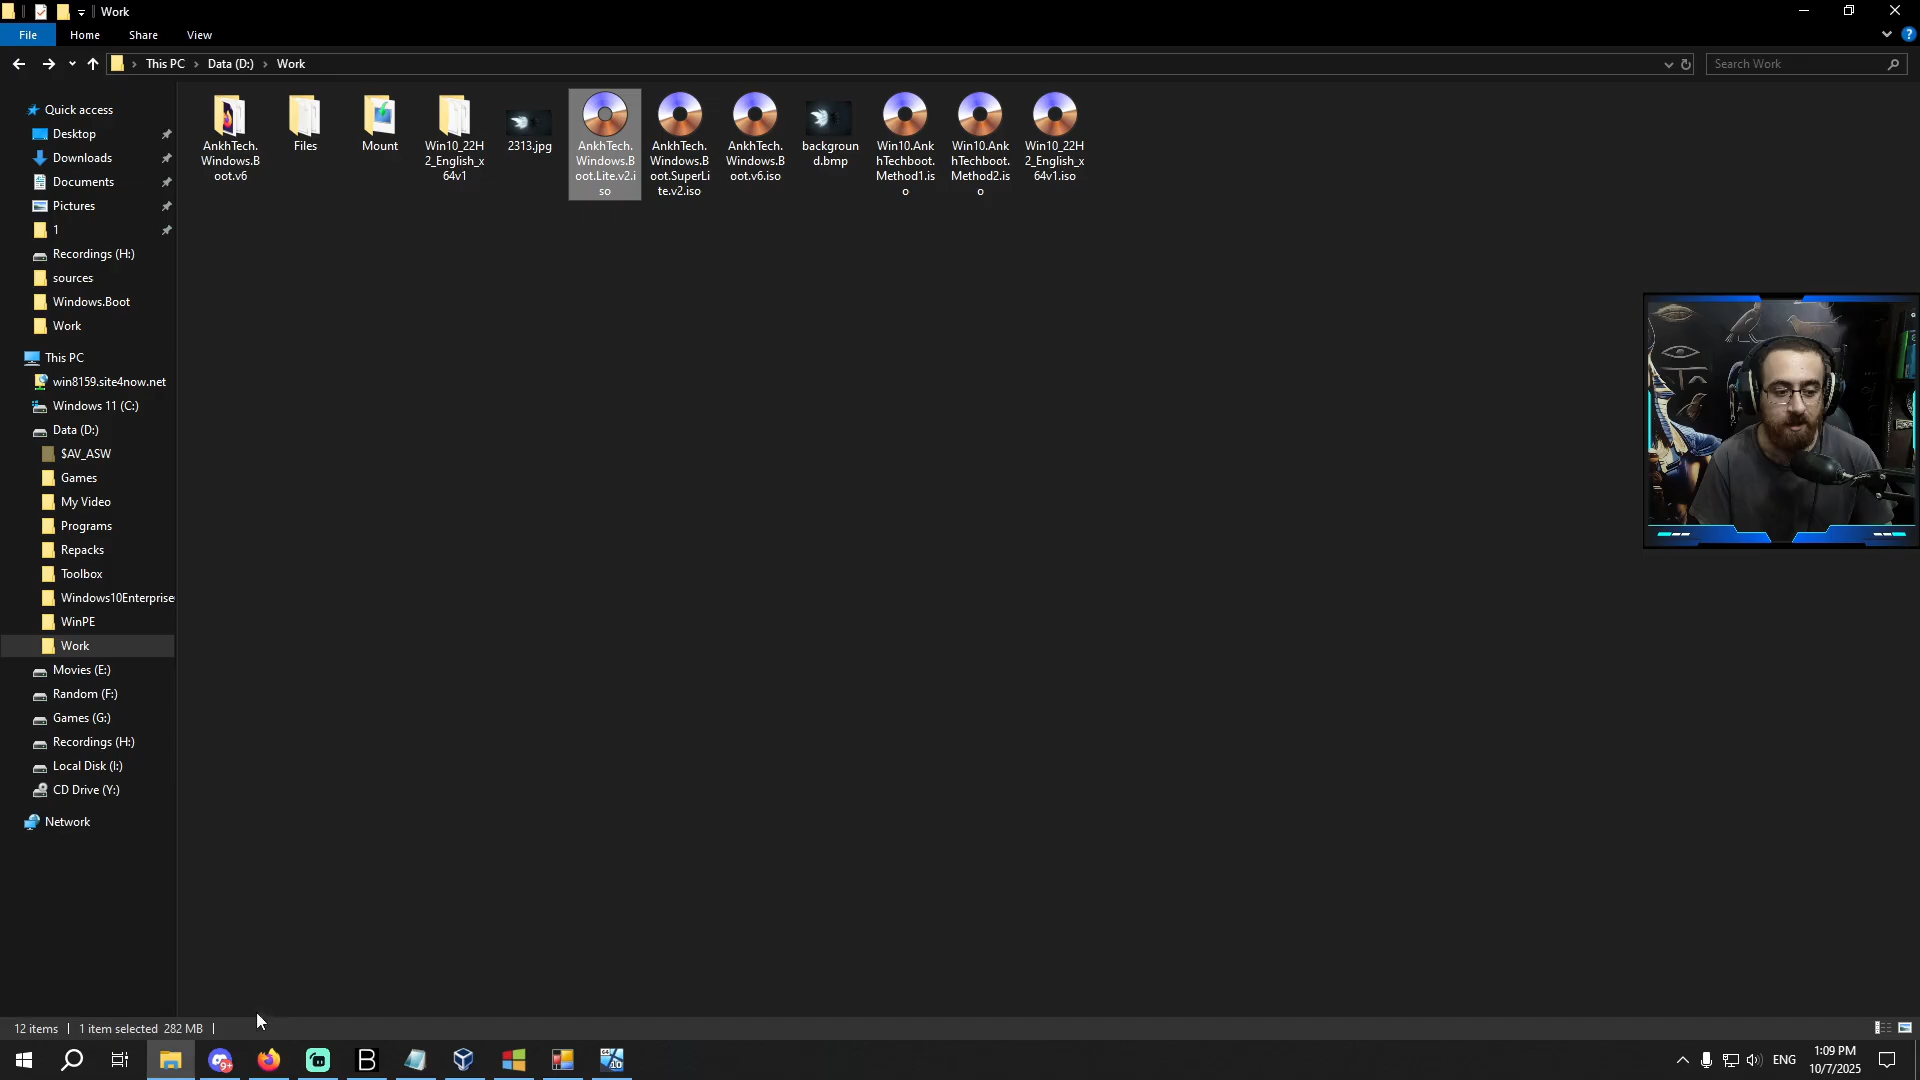 Work
File
Home
Share
View
This PC
Data (D:)
Work
Search Work
Quick access
Desktop
Downloads
Documents
Pictures
1
Recordings (H:)
sources
Windows.Boot
Work
This PC
win8159.site4now.net
Windows 11 (C:)
Data (D:)
$AV_ASW
Games
My Video
Programs
Repacks
Toolbox
Windows10Enterprise
WinPE
Work
Movies (E:)
Random (F:)
Games (G:)
Recordings (H:)
Local Disk (I:)
CD Drive (Y:)
Network
AnkhTech.
Windows.B
oot.v6
Files
Mount
Win10_22H
2_English_x
64v1
2313.jpg
AnkhTech.
Windows.B
oot.Lite.v2.i
so
AnkhTech.
Windows.B
oot.SuperLi
te.v2.iso
AnkhTech.
Windows.B
oot.v6.iso
backgroun
d.bmp
Win10.Ank
hTechboot.
Method1.is
o
Win10.Ank
hTechboot.
Method2.is
o
Win10_22H
2_English_x
64v1.iso
12 items
1 item selected 282 MB
9+
B
10
ENG
1:09 PM
10/7/2025